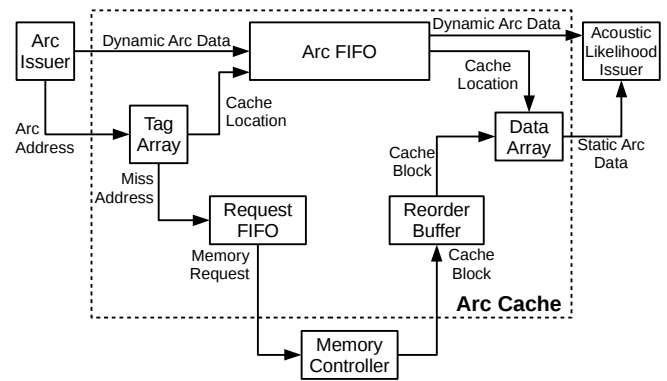 Arc
Issuer
Dynamic Arc Data
Arc FIFO
Dynamic Arc Data
Acoustic
Likelihood
Issuer
Cache
Location
Cache
Location
Arc
Address
Tag
Array
Data
Array
Static Arc
Data
Cache
Block
Miss
Address
Request
FIFO
Reorder
Buffer
Memory
Request
Cache
Block
Arc Cache
Memory
Controller